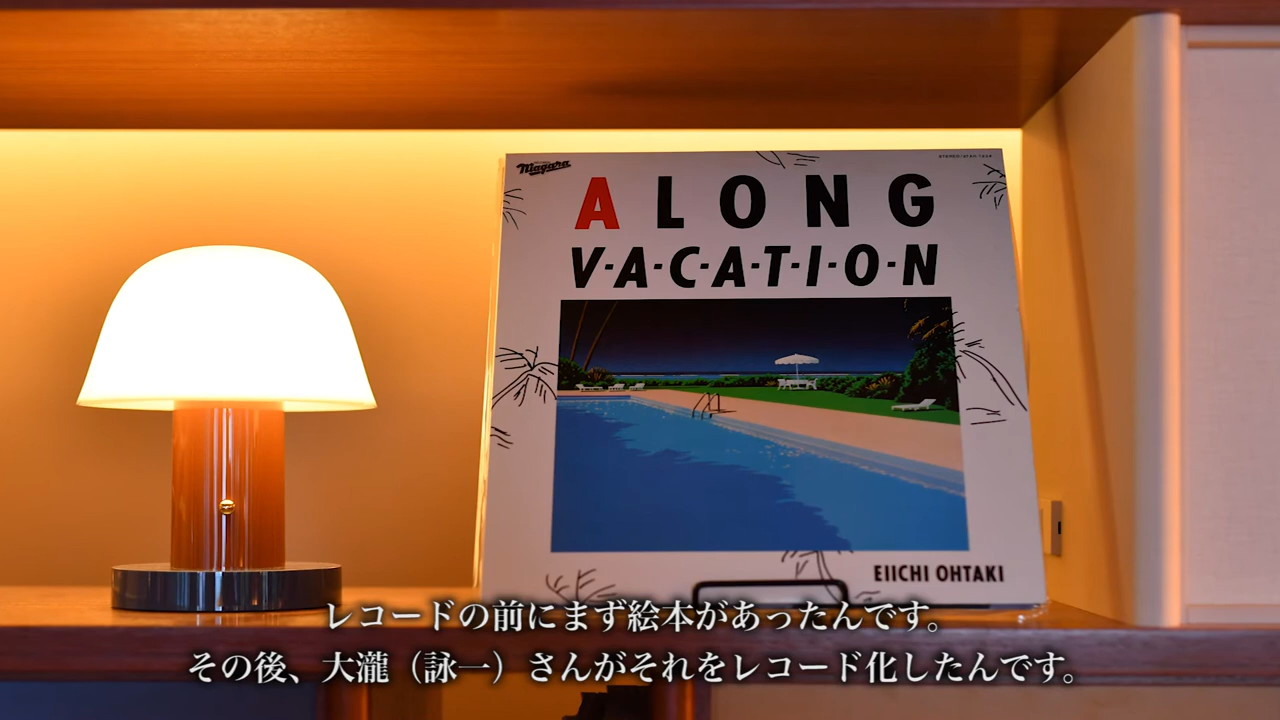 Niagara
A LONG
V·A·C·A·T·I·O·N
EIICHI OHTAKI
レコードの前にまず絵本があったんです。
その後、大瀧（詠一）さんがそれをレコード化したんです。